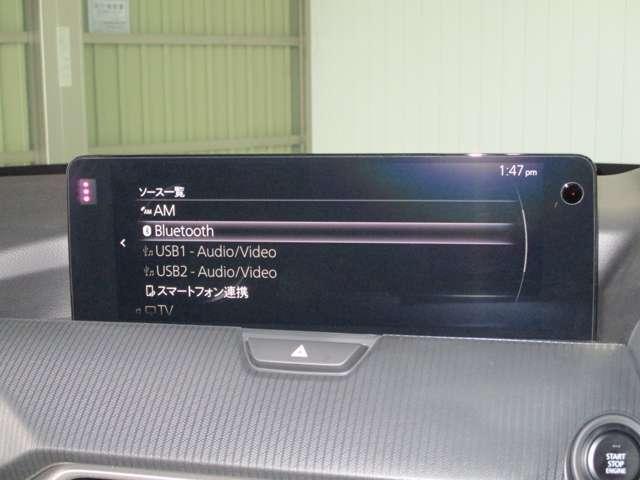 1:47 pm
ソース一覧
AM AM
Bluetooth
USB1 - Audio/Video
USB2 - Audio/Video
スマートフォン連携
TV
START
STOP
ENGINE